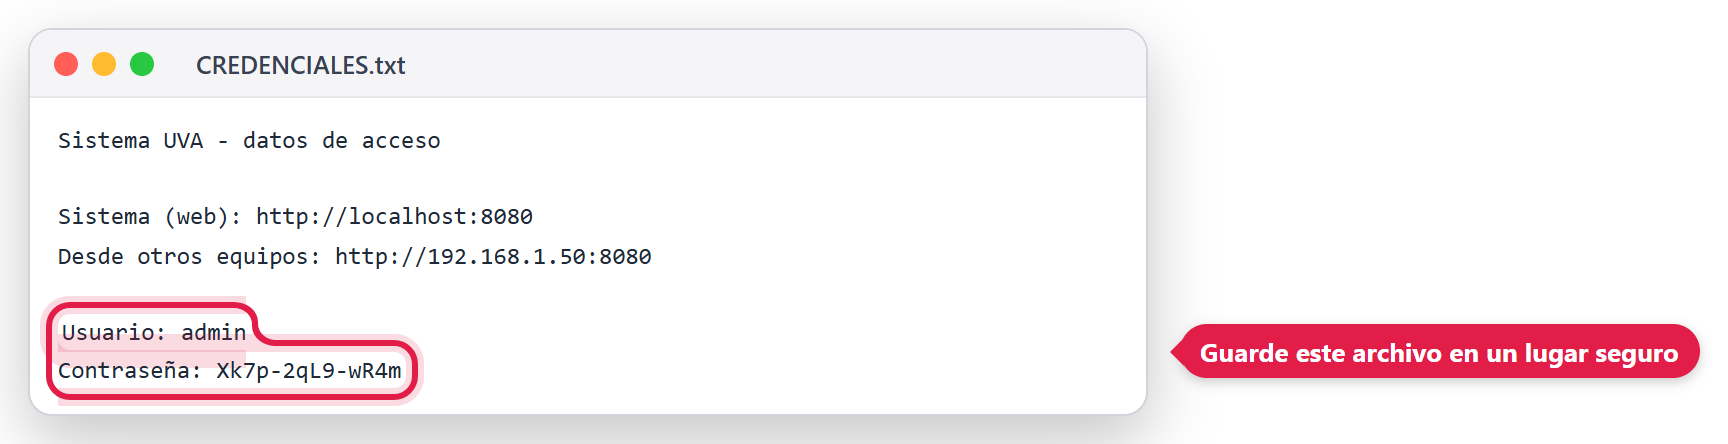 CREDENCIALES.txt
Sistema UVA - datos de acceso
Sistema (web): http://localhost:8080
Desde otros equipos: http://192.168.1.50:8080
Usuario: admin
Contraseña: Xk7p-2qL9-wR4m
Guarde este archivo en un lugar seguro